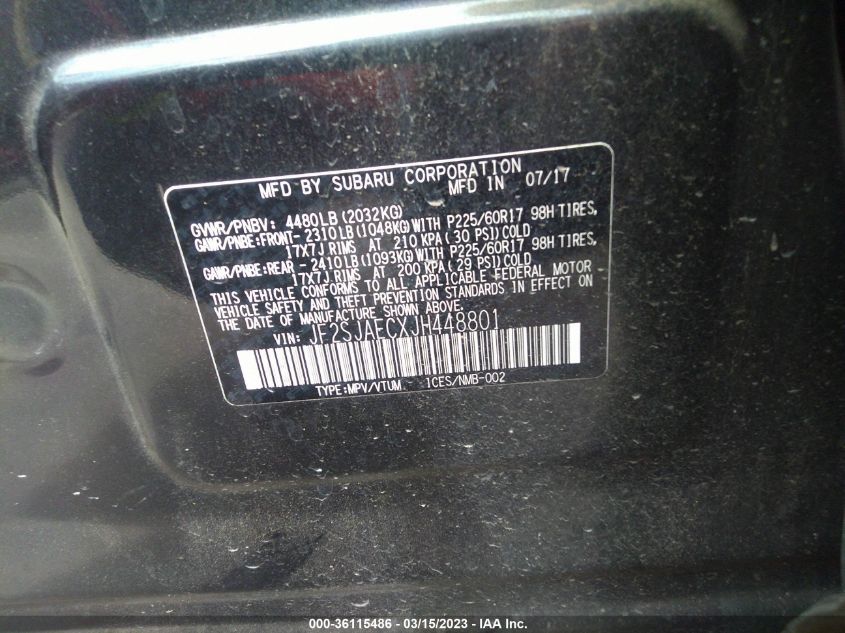 MFD BY SUBARU CORPORATION
MFD IN 07/17
GVWR/PNBV: 4480LB(2032KG)
GAWR/PNBE:FRONT- 2310LB(1048KG)WITH P225/60R17 98H TIRES,
17X7J RIMS AT 210 KPA(30 PSI)COLD
GAWR/PNBE:REAR - 2410LB(1093KG)WITH P225/60R17 98H TIRES,
17X7J RIMS AT 200 KPA(29 PSI)COLD
THIS VEHICLE CONFORMS TO ALL APPLICABLE FEDERAL MOTOR
VEHICLE SAFETY AND THEFT PREVENTION STANDARDS IN EFFECT ON
THE DATE OF MANUFACTURE SHOWN ABOVE.
VIN: JF2SJAECXJH448801
TYPE:MPV/VTUM - 1CES/NMB-002
000-36115486 - 03/15/2023 - © IAA Inc.